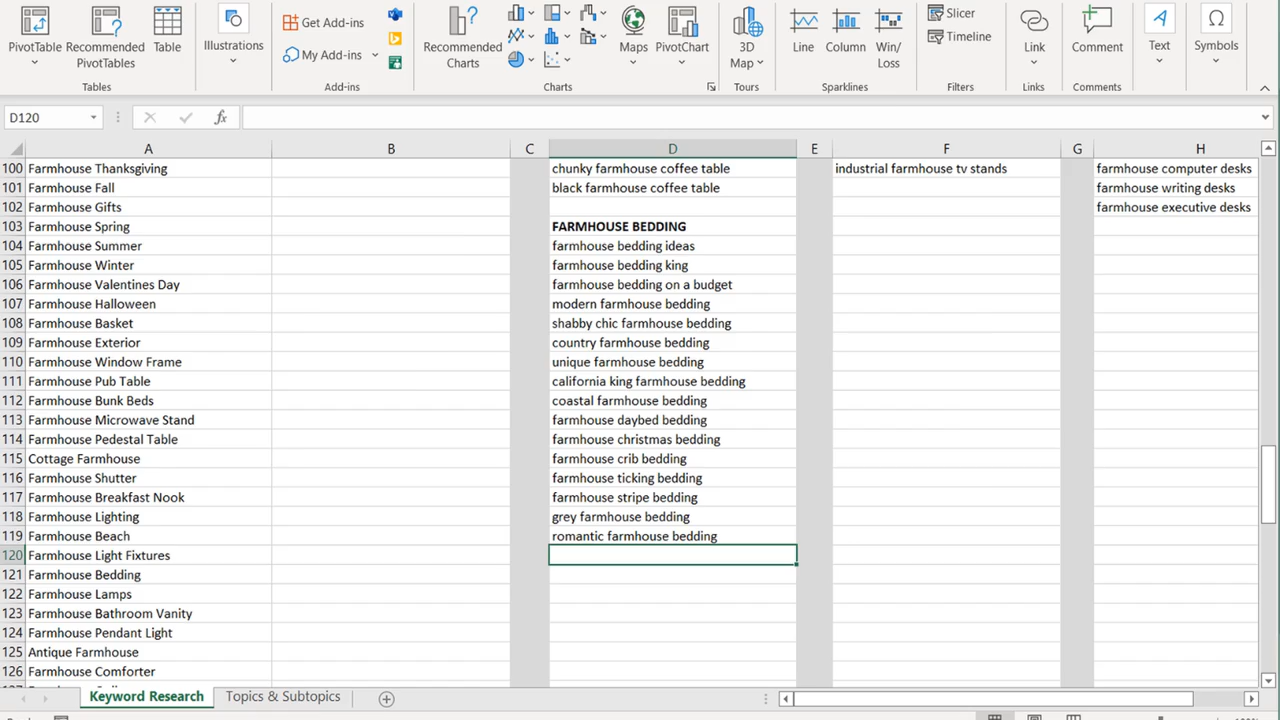 PivotTable
Recommended PivotTables
Table
Tables
Illustrations
Get Add-ins
My Add-ins
Add-ins
Recommended Charts
Maps
PivotChart
Charts
3D Map
Tours
Line
Column
Win/ Loss
Sparklines
Slicer
Timeline
Filters
Link
Links
Comment
Comments
Text
Symbols
D120
fx
A B C D E F G H
100 Farmhouse Thanksgiving chunky farmhouse coffee table industrial farmhouse tv stands farmhouse computer desks
101 Farmhouse Fall black farmhouse coffee table farmhouse writing desks
102 Farmhouse Gifts farmhouse executive desks
103 Farmhouse Spring FARMHOUSE BEDDING
104 Farmhouse Summer farmhouse bedding ideas
105 Farmhouse Winter farmhouse bedding king
106 Farmhouse Valentines Day farmhouse bedding on a budget
107 Farmhouse Halloween modern farmhouse bedding
108 Farmhouse Basket shabby chic farmhouse bedding
109 Farmhouse Exterior country farmhouse bedding
110 Farmhouse Window Frame unique farmhouse bedding
111 Farmhouse Pub Table california king farmhouse bedding
112 Farmhouse Bunk Beds coastal farmhouse bedding
113 Farmhouse Microwave Stand farmhouse daybed bedding
114 Farmhouse Pedestal Table farmhouse christmas bedding
115 Cottage Farmhouse farmhouse crib bedding
116 Farmhouse Shutter farmhouse ticking bedding
117 Farmhouse Breakfast Nook farmhouse stripe bedding
118 Farmhouse Lighting grey farmhouse bedding
119 Farmhouse Beach romantic farmhouse bedding
120 Farmhouse Light Fixtures
121 Farmhouse Bedding
122 Farmhouse Lamps
123 Farmhouse Bathroom Vanity
124 Farmhouse Pendant Light
125 Antique Farmhouse
126 Farmhouse Comforter
Keyword Research
Topics & Subtopics